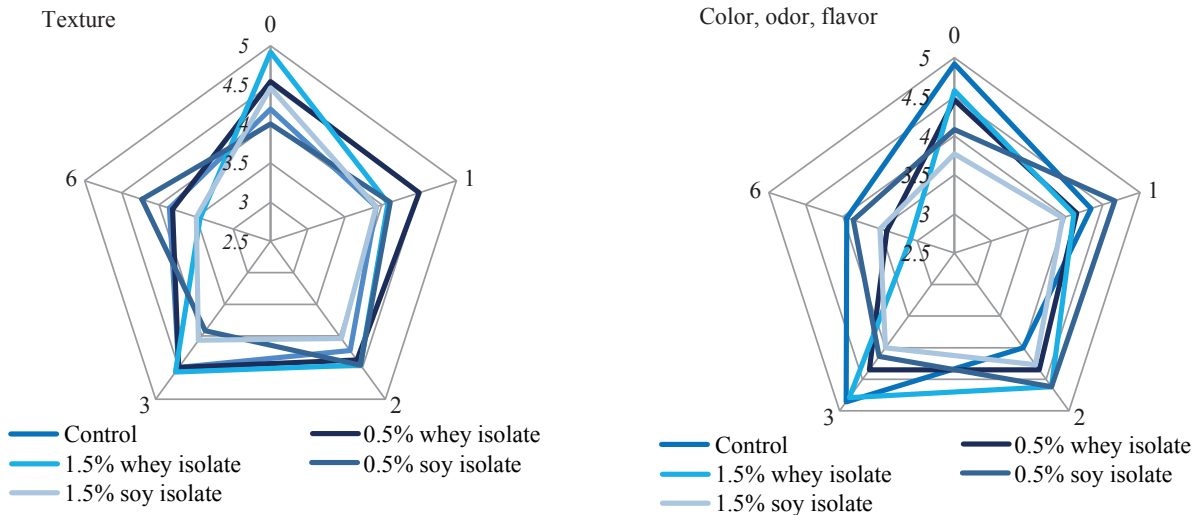 Texture
0
5
4.5
4
3.5
3
2.5
6
1
3
2
Control
0.5% whey isolate
1.5% whey isolate
0.5% soy isolate
1.5% soy isolate
Color, odor, flavor
0
5
4.5
4
3.5
3
2.5
6
1
3
2
Control
0.5% whey isolate
1.5% whey isolate
0.5% soy isolate
1.5% soy isolate